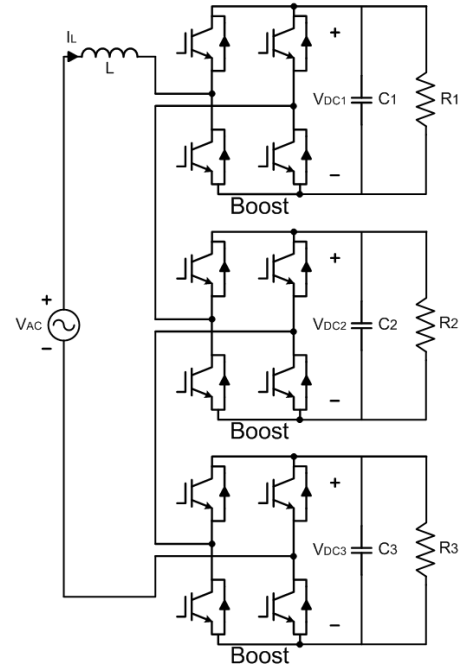 IL
L
+
VDC1
C1
R1
−
Boost
+
VAC
−
+
VDC2
C2
R2
−
Boost
+
VDC3
C3
R3
−
Boost